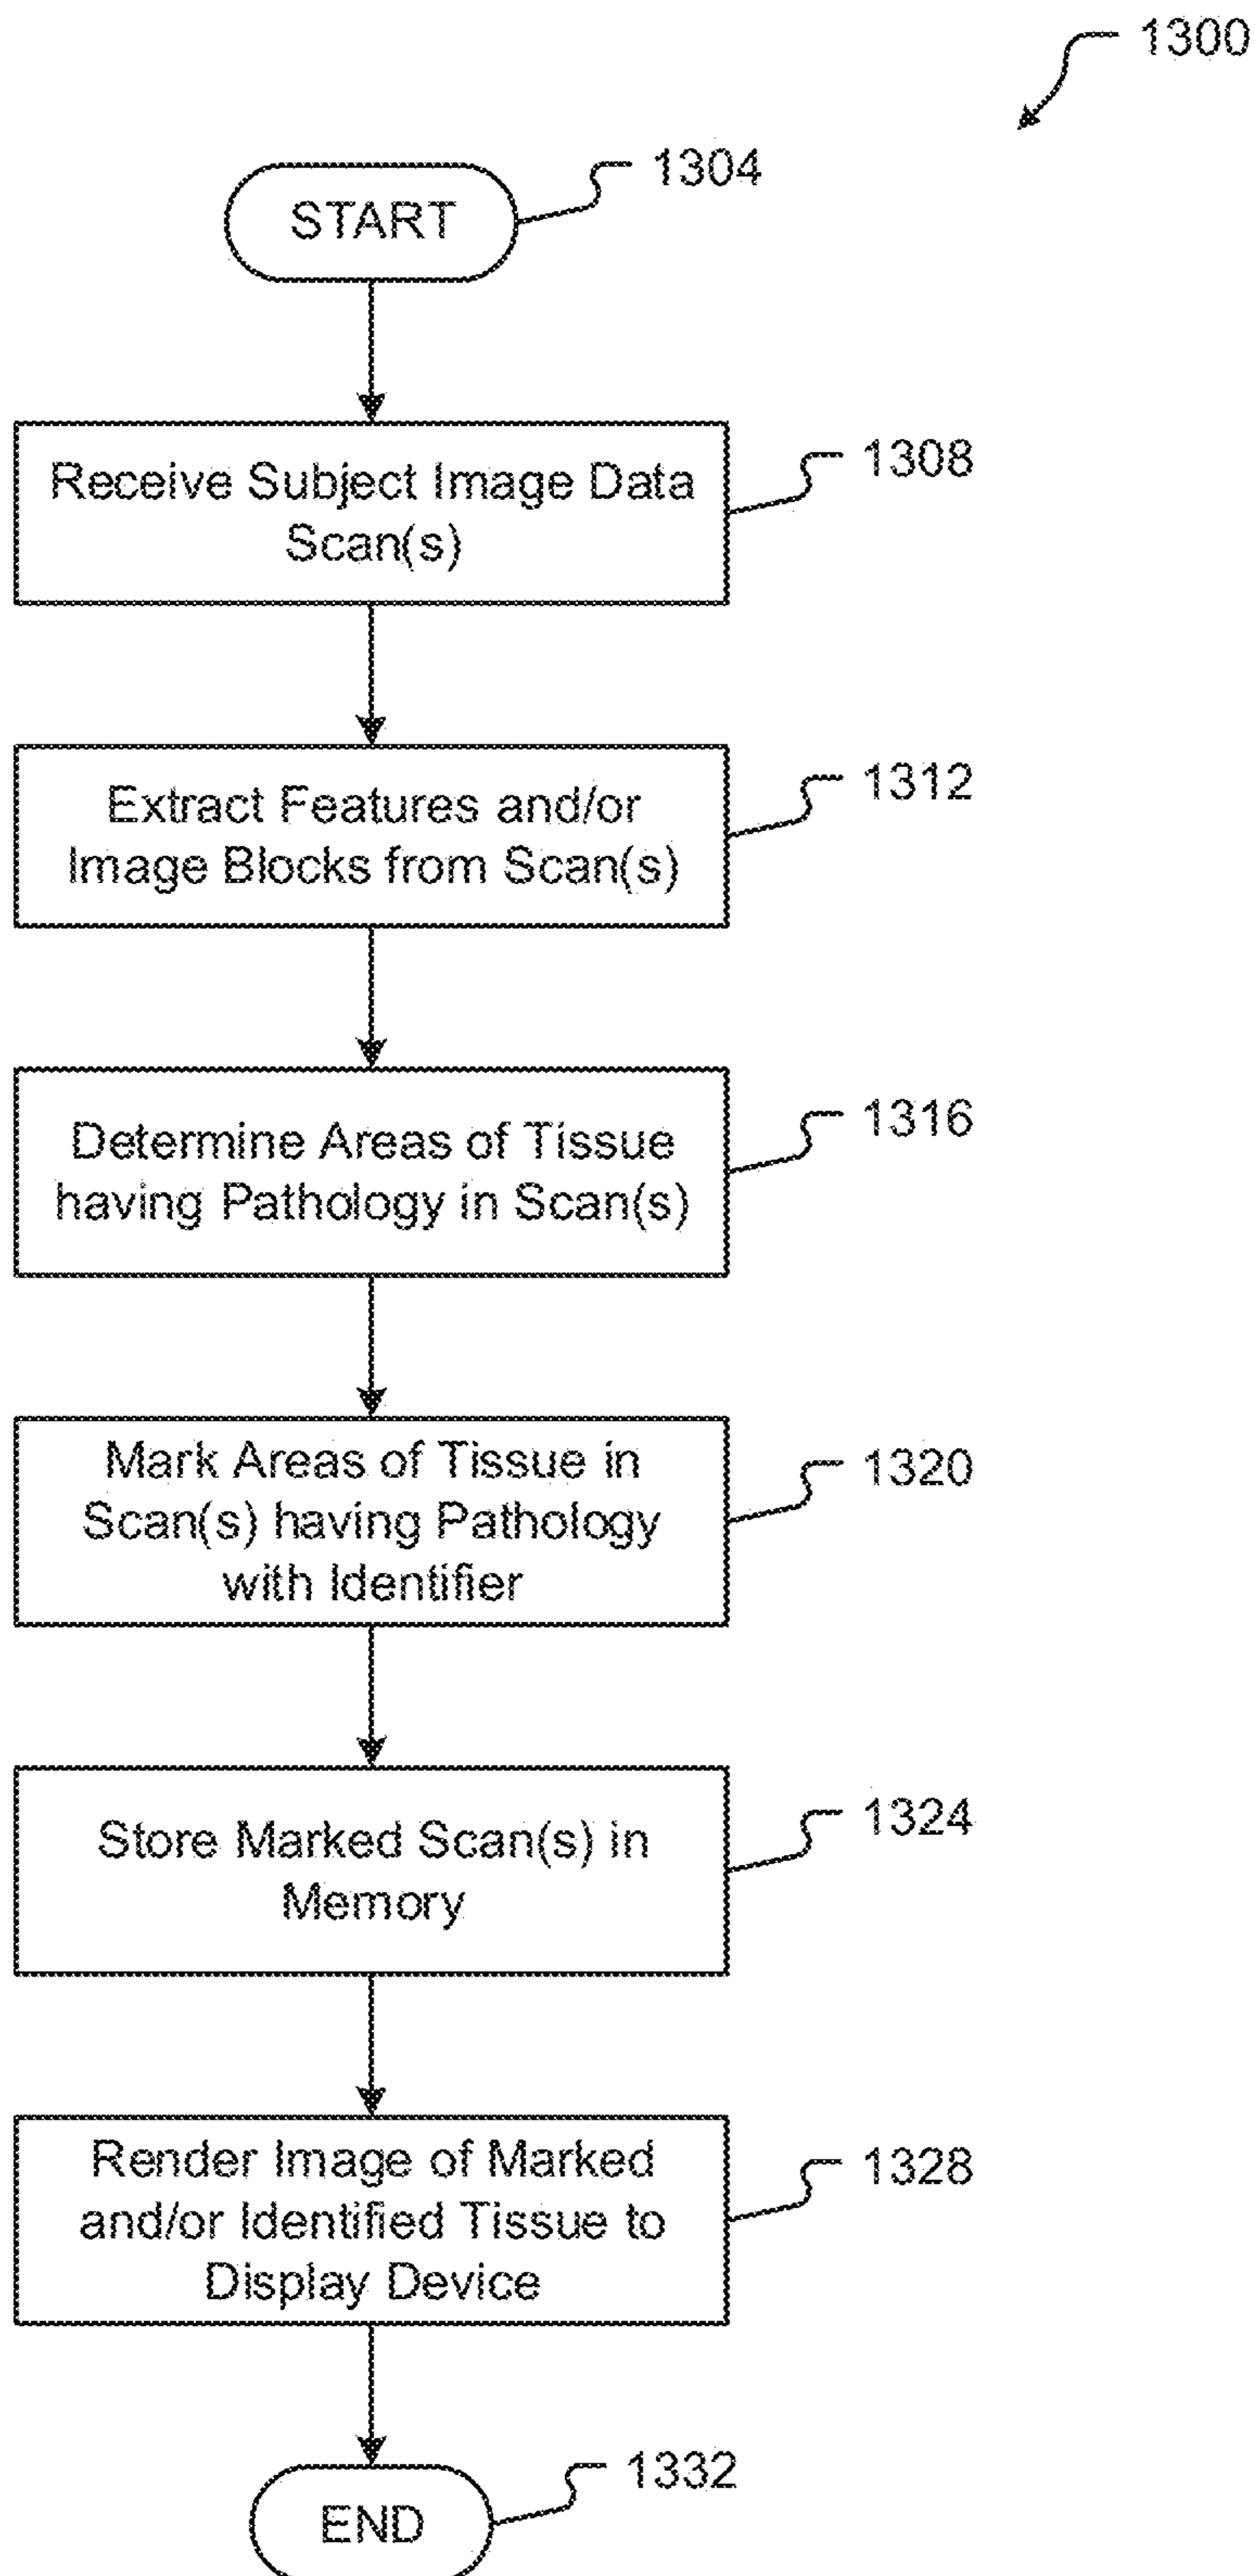 1300
1304
START
1308
Receive Subject Image Data
Scan(s)
1312
Extract Features and/or
Image Blocks from Scan(s)
1316
Determine Areas of Tissue
having Pathology in Scan(s)
1320
Mark Areas of Tissue in
Scan(s) having Pathology
with Identifier
1324
Store Marked Scan(s) in
Memory
1328
Render Image of Marked
and/or Identified Tissue to
Display Device
1332
END